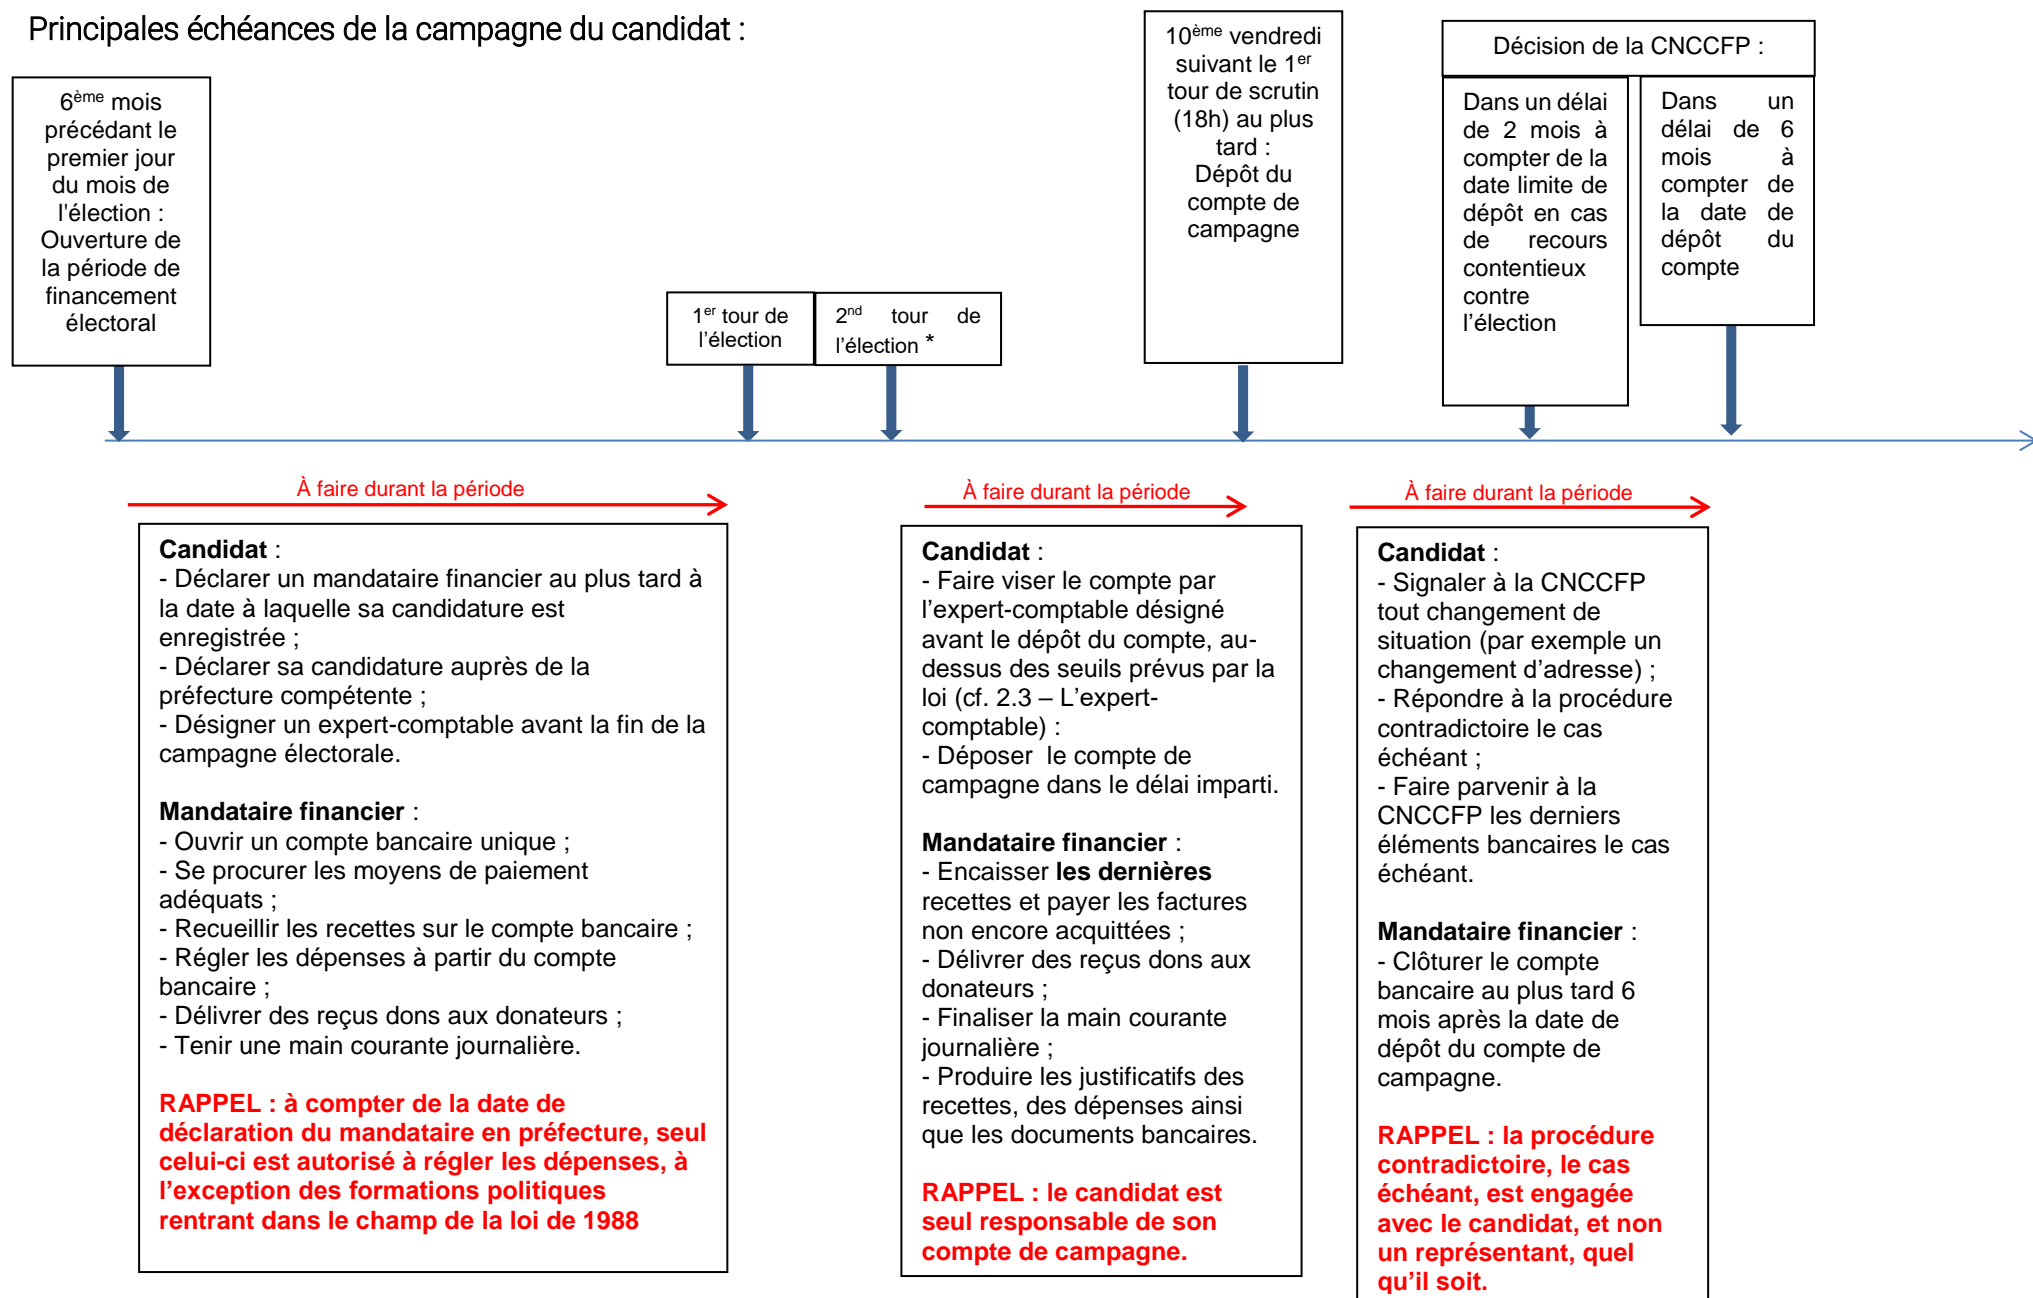 Principales échéances de la campagne du candidat :
6ème mois
précédant le
premier jour
du mois de
l'élection :
Ouverture de
la période de
financement
électoral
1er tour de
l’élection
2nd tour de
l’élection *
10ème vendredi
suivant le 1er
tour de scrutin
(18h) au plus
tard :
Dépôt du
compte de
campagne
Décision de la CNCCFP :
Dans un délai
de 2 mois à
compter de la
date limite de
dépôt en cas
de recours
contentieux
contre
l’élection
Dans un
délai de 6
mois à
compter de
la date de
dépôt du
compte
À faire durant la période
Candidat :
- Déclarer un mandataire financier au plus tard à
la date à laquelle sa candidature est
enregistrée ;
- Déclarer sa candidature auprès de la
préfecture compétente ;
- Désigner un expert-comptable avant la fin de la
campagne électorale.
Mandataire financier :
- Ouvrir un compte bancaire unique ;
- Se procurer les moyens de paiement
adéquats ;
- Recueillir les recettes sur le compte bancaire ;
- Régler les dépenses à partir du compte
bancaire ;
- Délivrer des reçus dons aux donateurs ;
- Tenir une main courante journalière.
RAPPEL : à compter de la date de
déclaration du mandataire en préfecture, seul
celui-ci est autorisé à régler les dépenses, à
l’exception des formations politiques
rentrant dans le champ de la loi de 1988
À faire durant la période
Candidat :
- Faire viser le compte par
l’expert-comptable désigné
avant le dépôt du compte, au-
dessus des seuils prévus par la
loi (cf. 2.3 – L’expert-
comptable) :
- Déposer le compte de
campagne dans le délai imparti.
Mandataire financier :
- Encaisser les dernières
recettes et payer les factures
non encore acquittées ;
- Délivrer des reçus dons aux
donateurs ;
- Finaliser la main courante
journalière ;
- Produire les justificatifs des
recettes, des dépenses ainsi
que les documents bancaires.
RAPPEL : le candidat est
seul responsable de son
compte de campagne.
À faire durant la période
Candidat :
- Signaler à la CNCCFP
tout changement de
situation (par exemple un
changement d’adresse) ;
- Répondre à la procédure
contradictoire le cas
échéant ;
- Faire parvenir à la
CNCCFP les derniers
éléments bancaires le cas
échéant.
Mandataire financier :
- Clôturer le compte
bancaire au plus tard 6
mois après la date de
dépôt du compte de
campagne.
RAPPEL : la procédure
contradictoire, le cas
échéant, est engagée
avec le candidat, et non
un représentant, quel
qu’il soit.